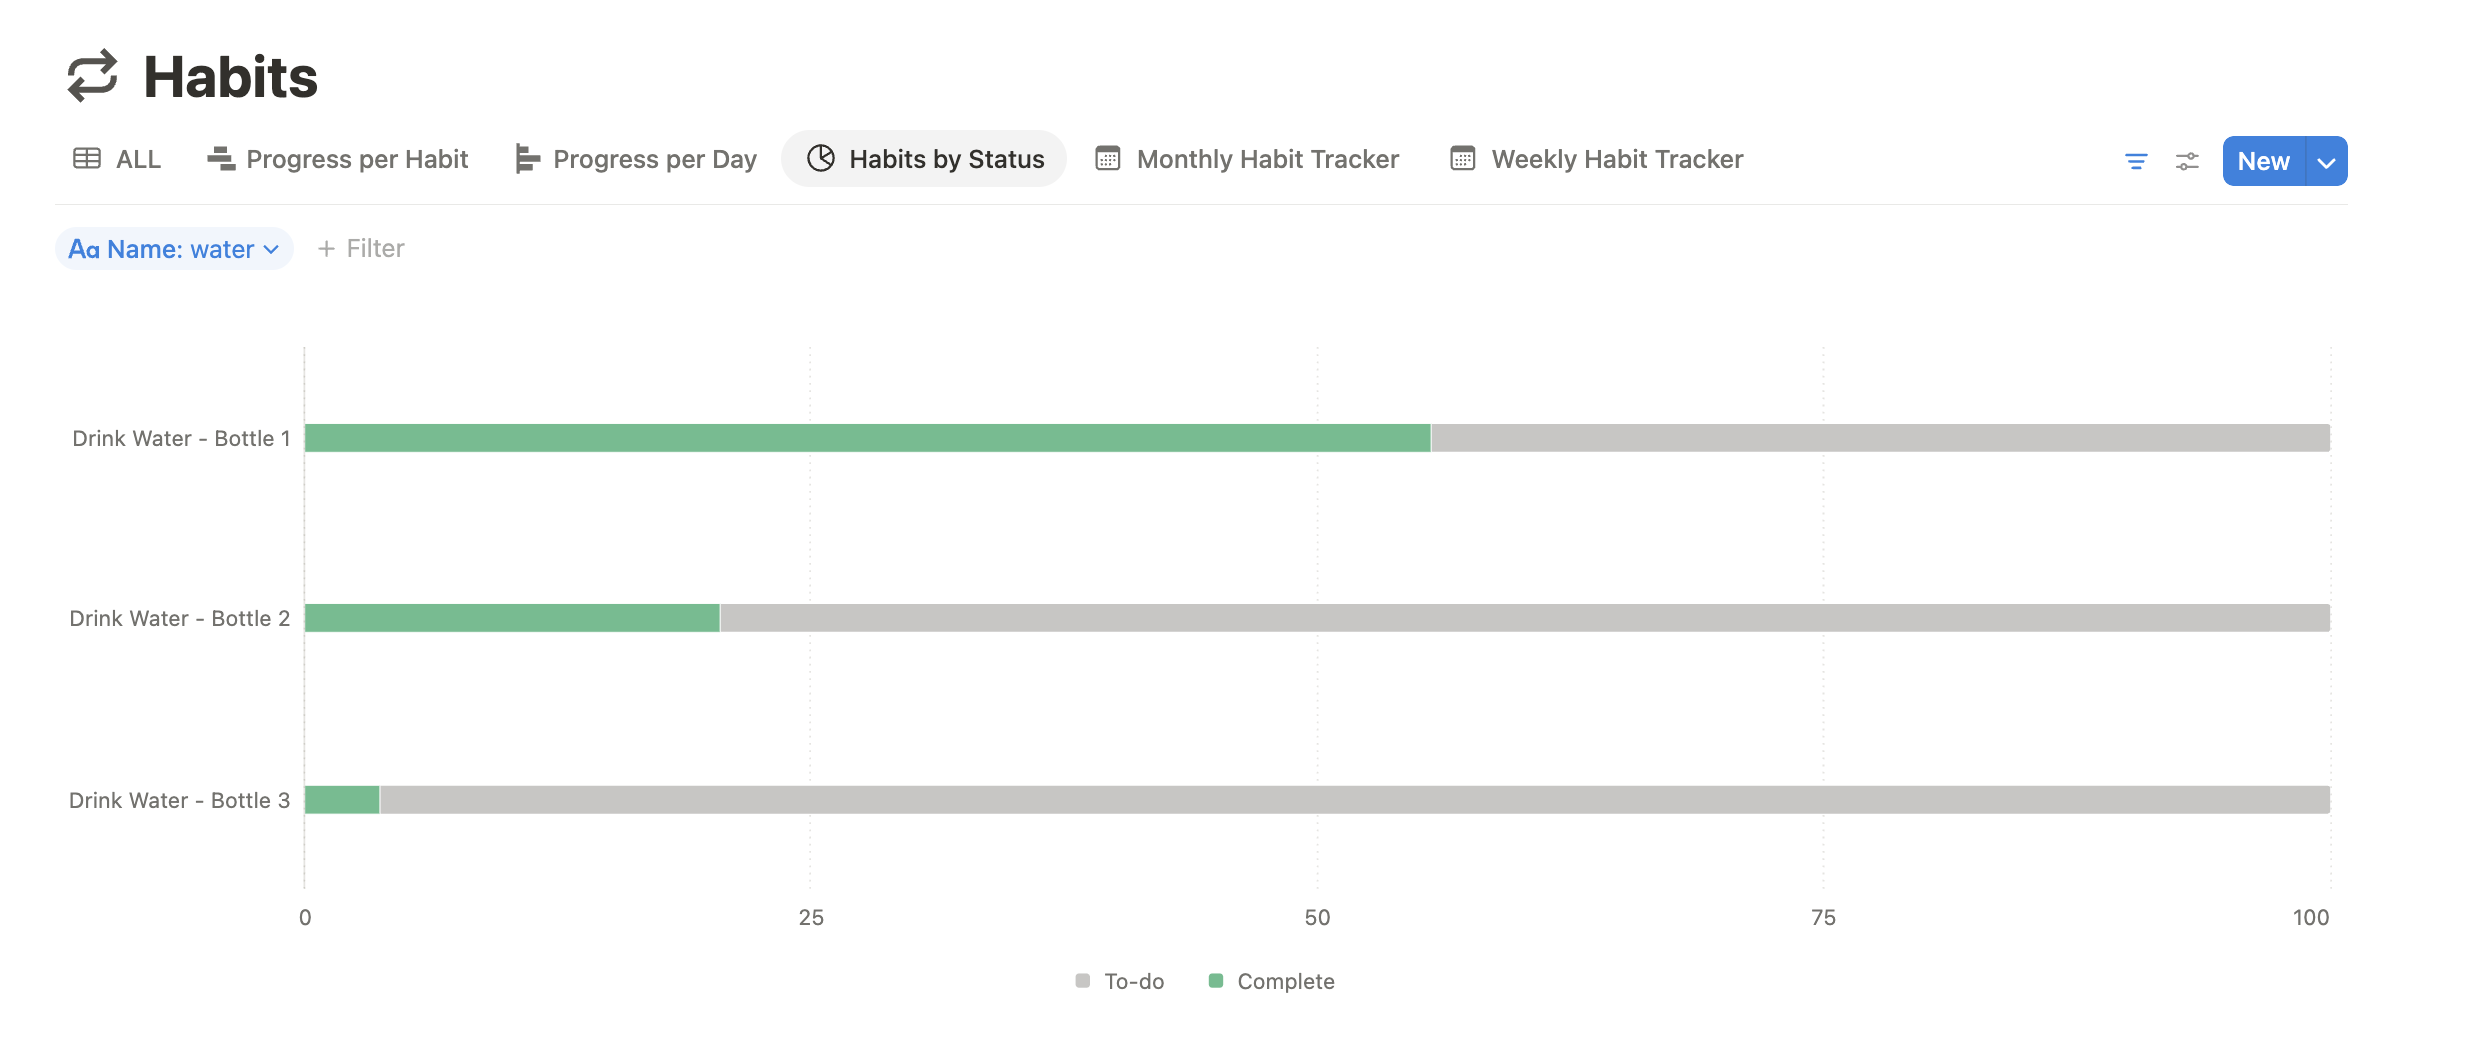 Habits
ALL Progress per Habit Progress per Day Habits by Status Monthly Habit Tracker Weekly Habit Tracker New
Aa Name: water + Filter
Drink Water - Bottle 1
Drink Water - Bottle 2
Drink Water - Bottle 3
0 25 50 75 100
To-do Complete